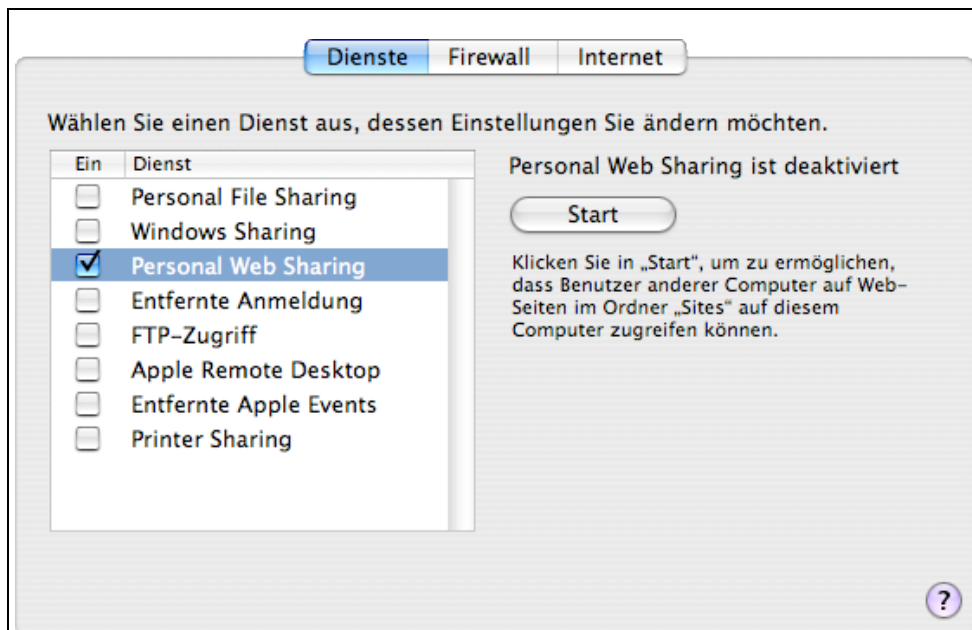 Dienste Firewall Internet
Wählen Sie einen Dienst aus, dessen Einstellungen Sie ändern möchten.
Ein Dienst
Personal File Sharing
Windows Sharing
Personal Web Sharing
Entfernte Anmeldung
FTP-Zugriff
Apple Remote Desktop
Entfernte Apple Events
Printer Sharing
Personal Web Sharing ist deaktiviert
Start
Klicken Sie in „Start“, um zu ermöglichen,
dass Benutzer anderer Computer auf Web-
Seiten im Ordner „Sites“ auf diesem
Computer zugreifen können.
?